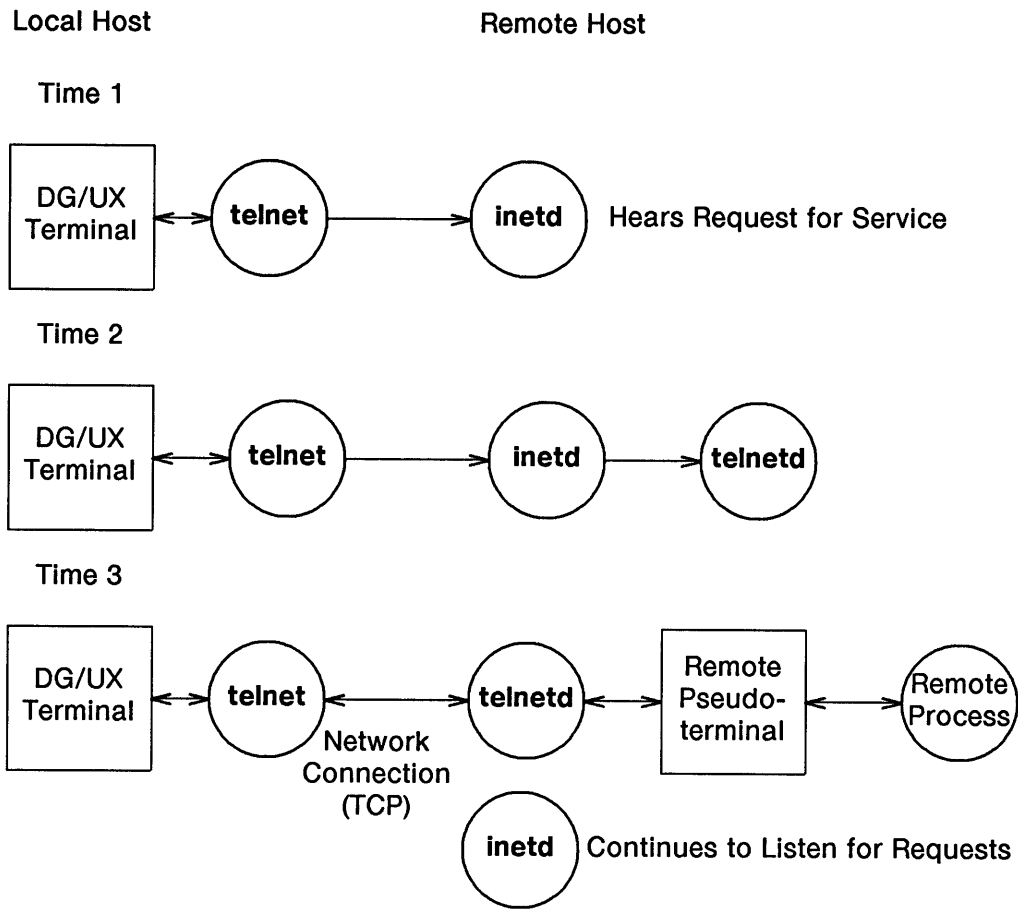 Local Host
Remote Host
Time 1
DG/UX
Terminal
telnet
inetd
Hears Request for Service
Time 2
DG/UX
Terminal
telnet
inetd
telnetd
Time 3
DG/UX
Terminal
telnet
telnetd
Remote
Pseudo-
terminal
Remote
Process
Network
Connection
(TCP)
inetd
Continues to Listen for Requests